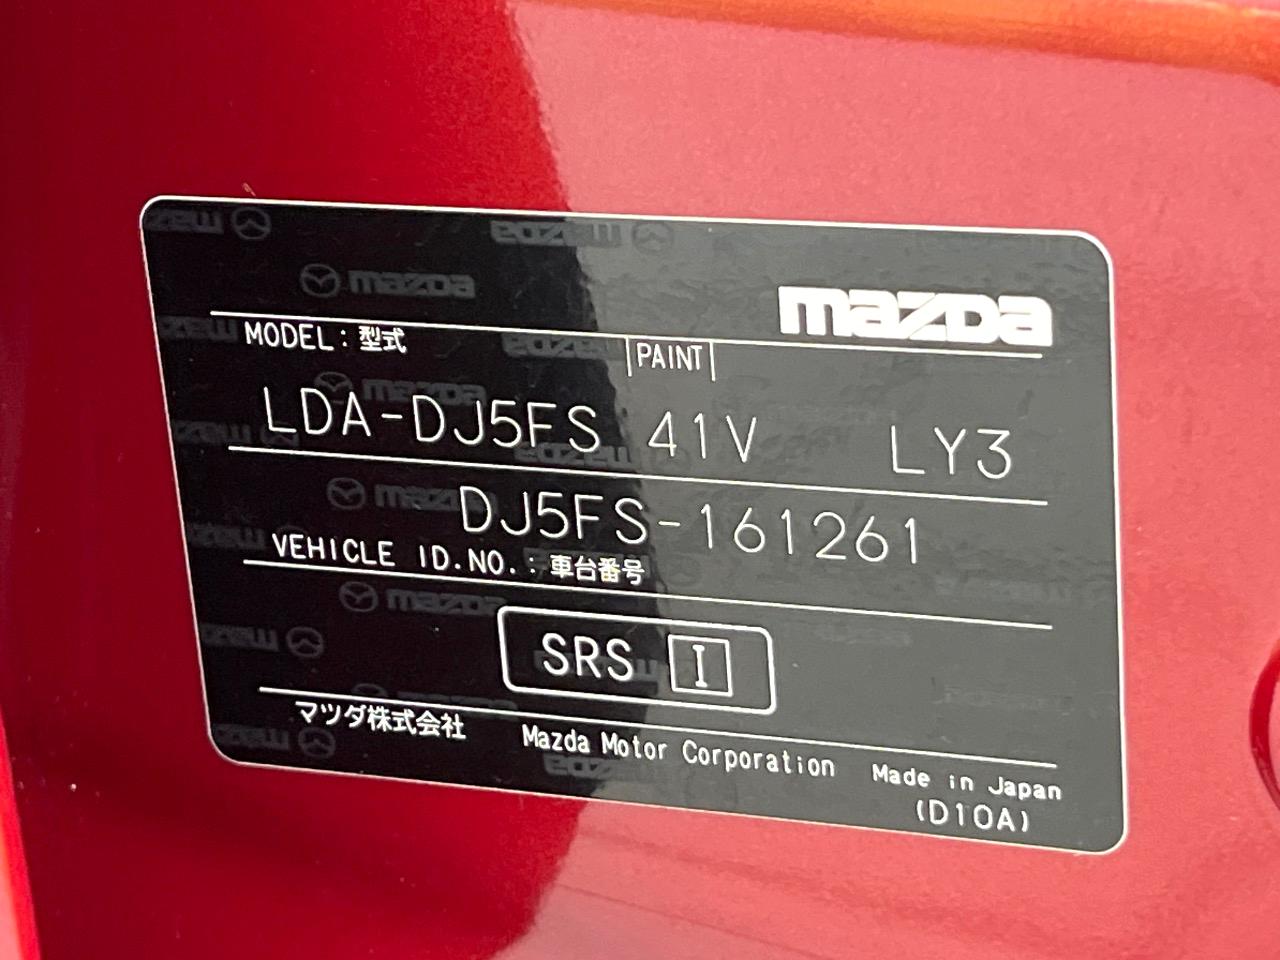 mazda
MODEL：型式 PAINT
LDA-DJ5FS 41V LY3
DJ5FS-161261
VEHICLE ID.NO.：車台番号
SRS I
マツダ株式会社 Mazda Motor Corporation Made in Japan
(D10A)